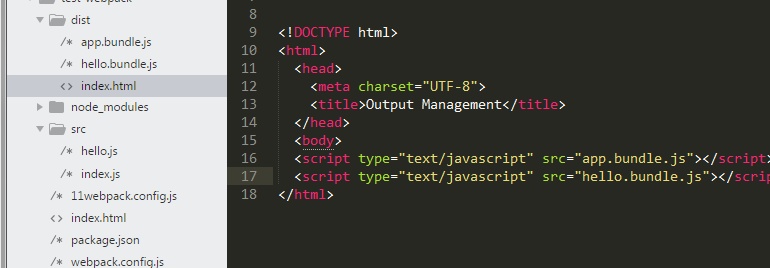 test-webpack
dist
/* app.bundle.js
/* hello.bundle.js
<> index.html
node_modules
src
/* hello.js
/* index.js
/* 11webpack.config.js
<> index.html
/* package.json
/* webpack.config.js
8
9 <!DOCTYPE html>
10 <html>
11 <head>
12 <meta charset="UTF-8">
13 <title>Output Management</title>
14 </head>
15 <body>
16 <script type="text/javascript" src="app.bundle.js"></script>
17 <script type="text/javascript" src="hello.bundle.js"></scrip
18 </html>